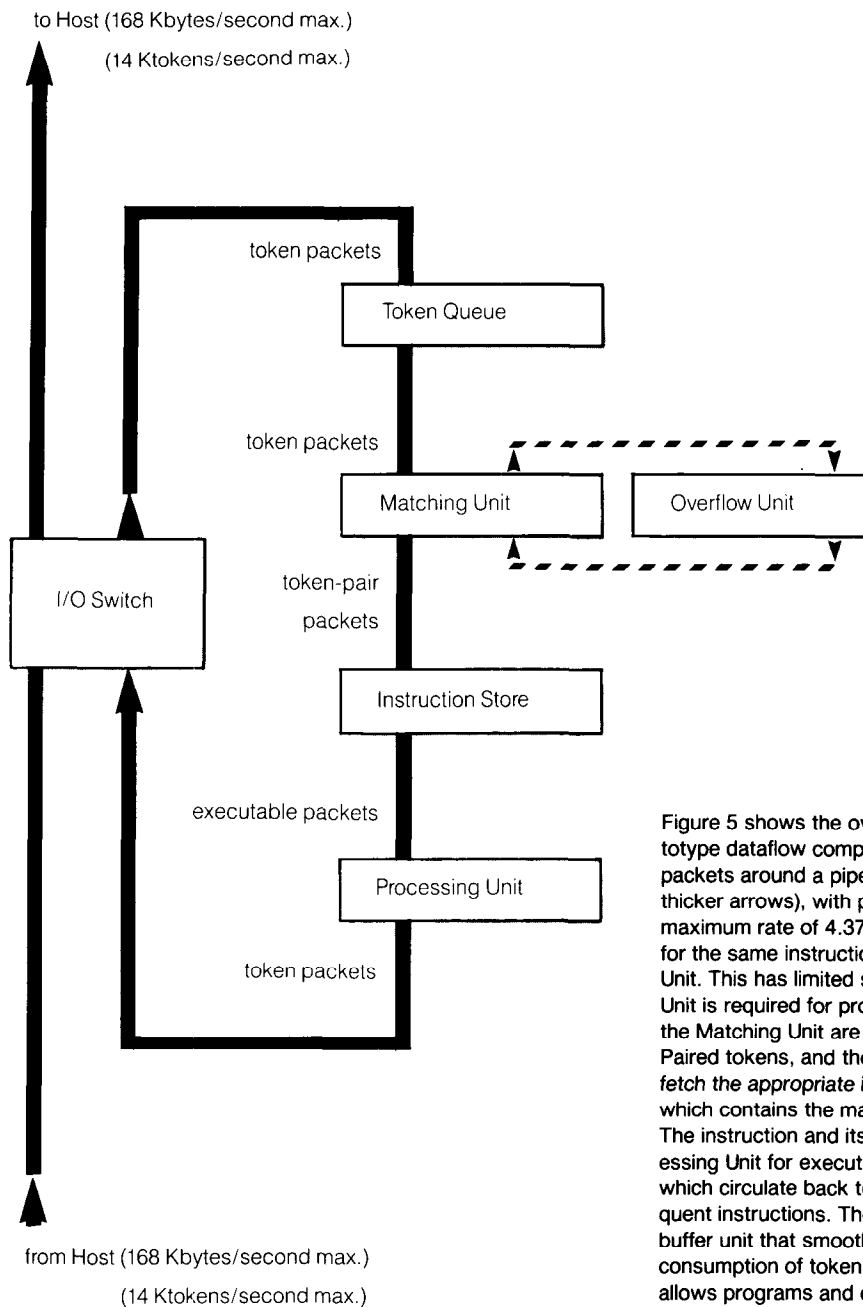 to Host (168 Kbytes/second max.)
(14 Ktokens/second max.)
token packets
Token Queue
token packets
Matching Unit
Overflow Unit
I/O Switch
token-pair
packets
Instruction Store
executable packets
Processing Unit
token packets
from Host (168 Kbytes/second max.)
(14 Ktokens/second max.)
Figure 5 shows the
totype dataflow comp
packets around a pipe
thicker arrows), with
maximum rate of 4.37
for the same instructio
Unit. This has limited
Unit is required for pro
the Matching Unit are
Paired tokens, and the
fetch the appropriate
which contains the ma
The instruction and its
essing Unit for execut
which circulate back
quent instructions. Th
buffer unit that smooth
consumption of token
allows programs and